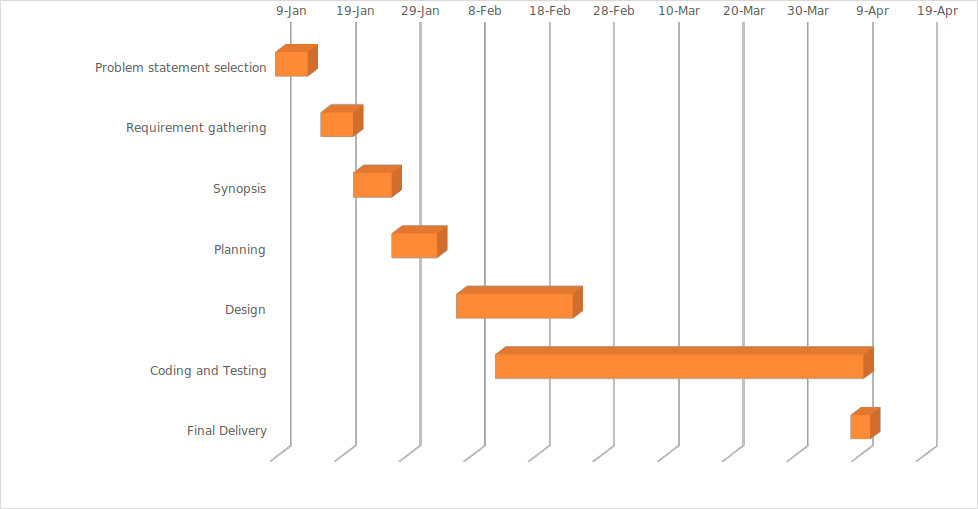 9-Jan 19-Jan 29-Jan 8-Feb 18-Feb 28-Feb 10-Mar 20-Mar 30-Mar 9-Apr 19-Apr
Problem statement selection
Requirement gathering
Synopsis
Planning
Design
Coding and Testing
Final Delivery